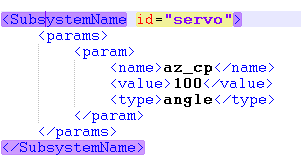 <SubsystemName id="servo">
<params>
<param>
<name>az_cp</name>
<value>100</value>
<type>angle</type>
</param>
</params>
</SubsystemName>